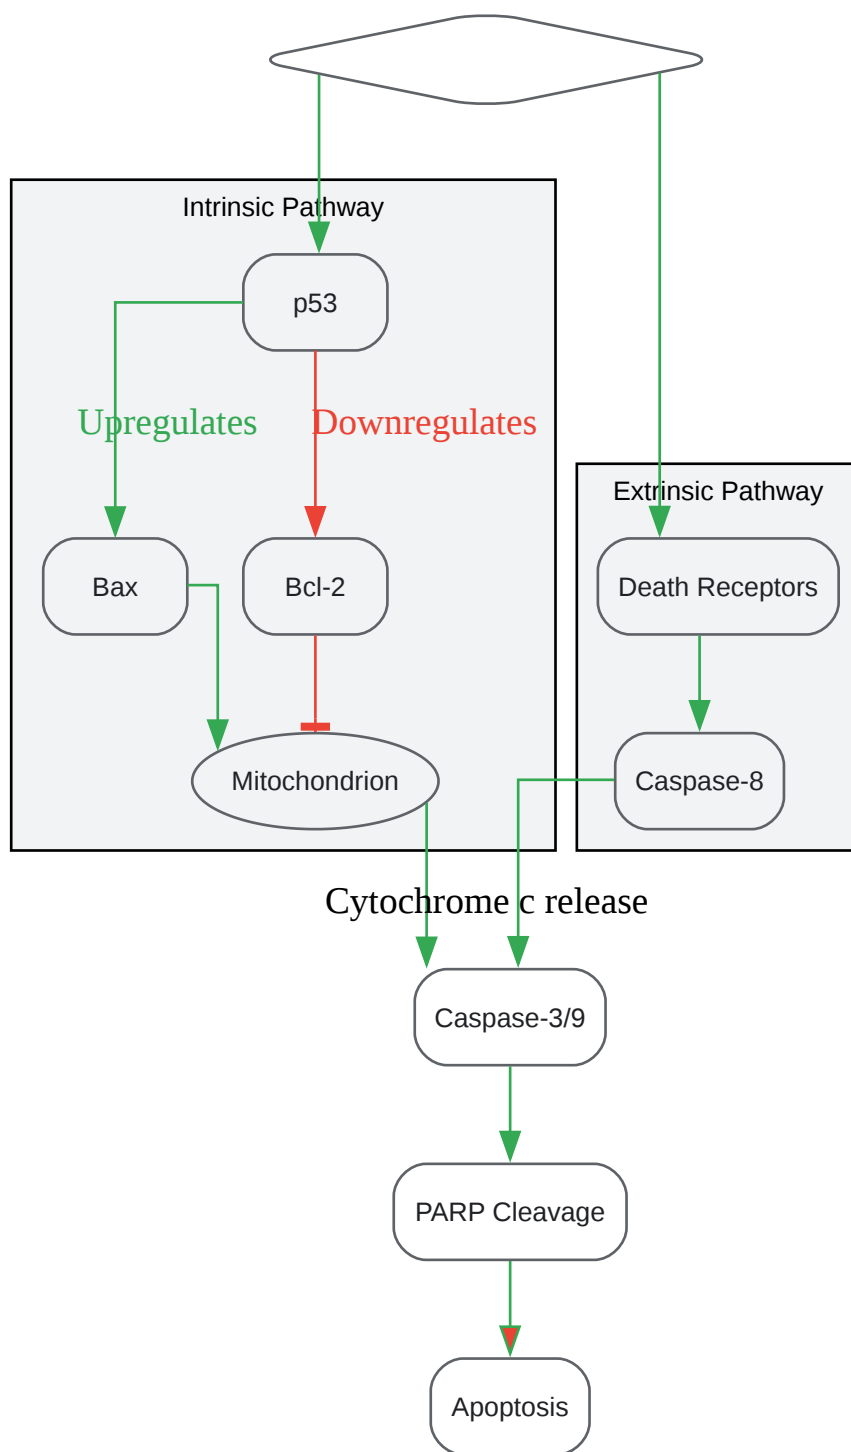 Intrinsic Pathway
p53
Upregulates
Downregulates
Extrinsic Pathway
Bax
Bcl-2
Death Receptors
Mitochondrion
Caspase-8
Cytochrome c release
Caspase-3/9
PARP Cleavage
Apoptosis